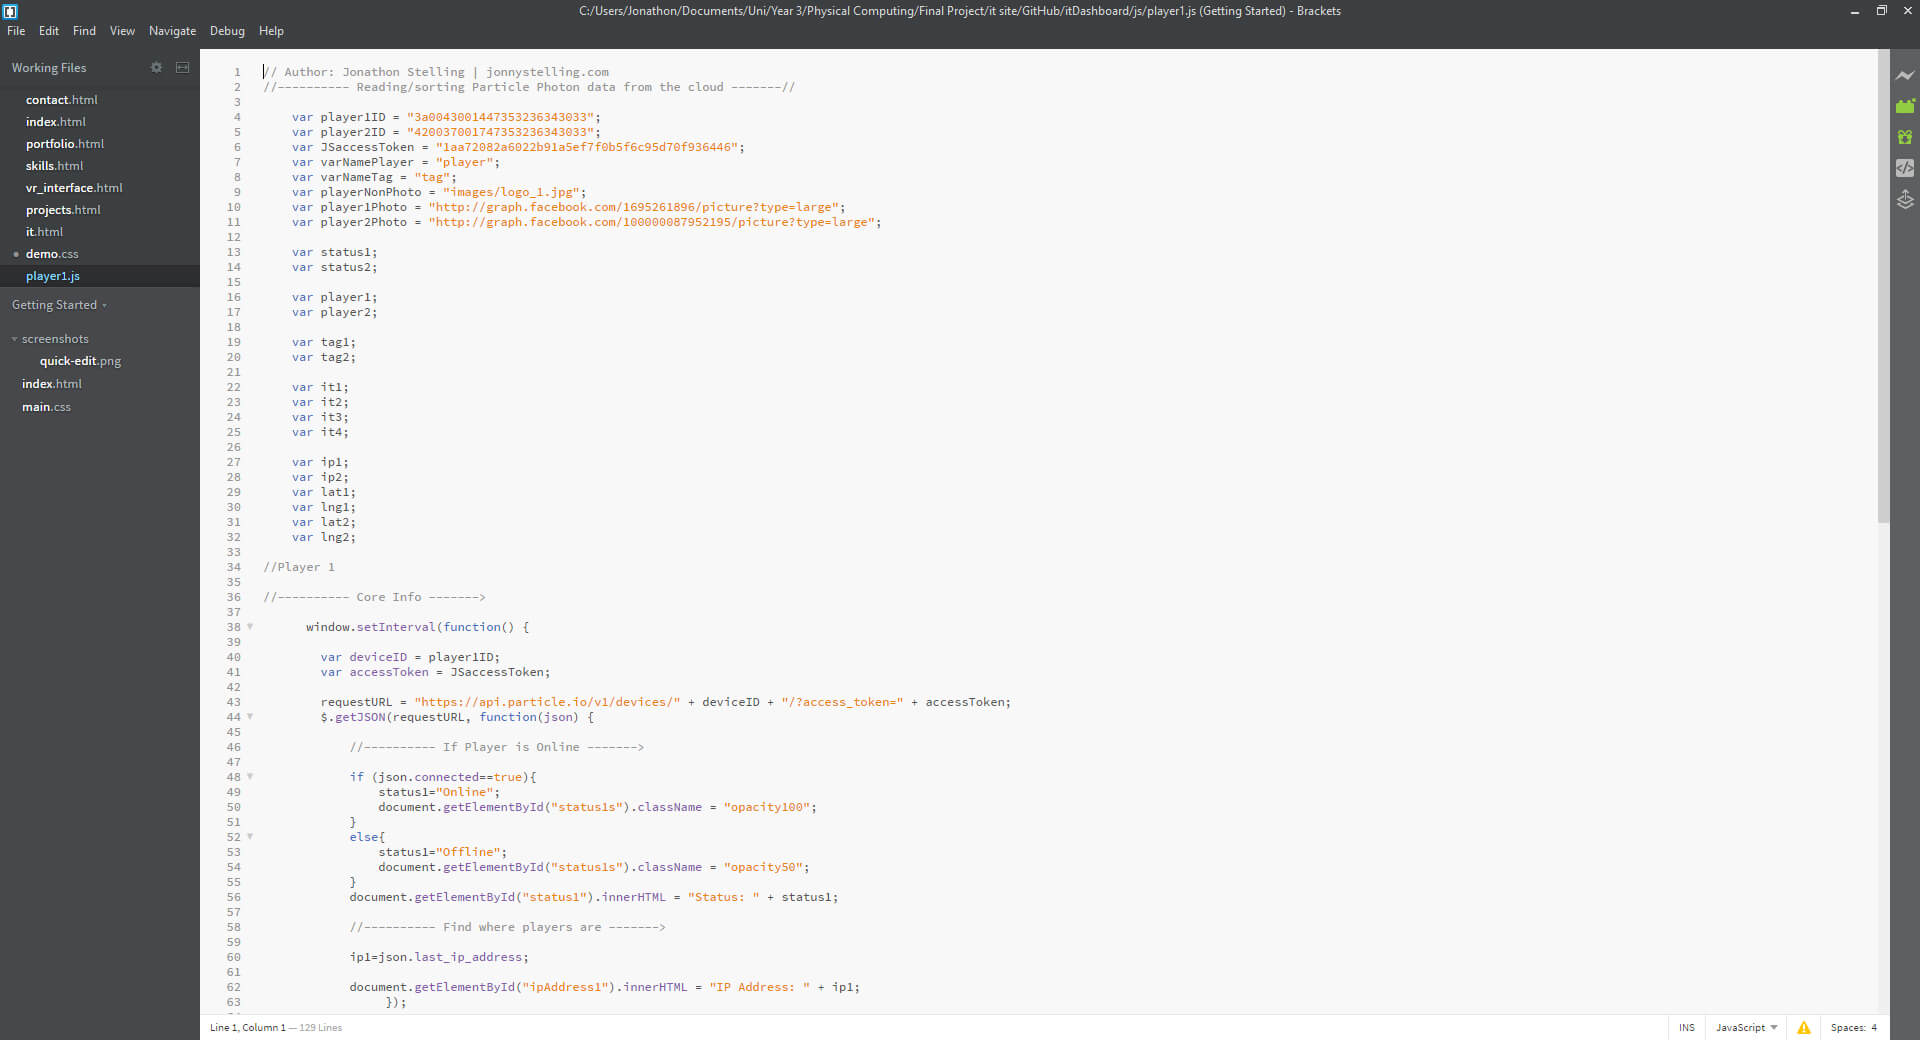 C:/Users/Jonathon/Documents/Uni/Year 3/Physical Computing/Final Project/it site/GitHub/itDashboard/js/player1.js (Getting Started) - Brackets
File Edit Find View Navigate Debug Help
Working Files
contact.html
index.html
portfolio.html
skills.html
vr_interface.html
projects.html
it.html
demo.css
player1.js
Getting Started
screenshots
quick-edit.png
index.html
main.css
1 // Author: Jonathon Stelling | jonnystelling.com
2 //---------- Reading/sorting Particle Photon data from the cloud -------//
3
4 var player1ID = "3a0043001447353236343033";
5 var player2ID = "420037001747353236343033";
6 var JSaccessToken = "1aa72082a6022b91a5ef7f0b5f6c95d70f936446";
7 var varNamePlayer = "player";
8 var varNameTag = "tag";
9 var playerNonPhoto = "images/logo_1.jpg";
10 var player1Photo = "http://graph.facebook.com/1695261896/picture?type=large";
11 var player2Photo = "http://graph.facebook.com/100000087952195/picture?type=large";
12
13 var status1;
14 var status2;
15
16 var player1;
17 var player2;
18
19 var tag1;
20 var tag2;
21
22 var it1;
23 var it2;
24 var it3;
25 var it4;
26
27 var ip1;
28 var ip2;
29 var lat1;
30 var lng1;
31 var lat2;
32 var lng2;
33
34 //Player 1
35
36 //---------- Core Info ------->
37
38 window.setInterval(function() {
39
40 var deviceID = player1ID;
41 var accessToken = JSaccessToken;
42
43 requestURL = "https://api.particle.io/v1/devices/" + deviceID + "/?access_token=" + accessToken;
44 $.getJSON(requestURL, function(json) {
45
46 //---------- If Player is Online ------->
47
48 if (json.connected==true){
49 status1="Online";
50 document.getElementById("status1s").className = "opacity100";
51 }
52 else{
53 status1="Offline";
54 document.getElementById("status1s").className = "opacity50";
55 }
56 document.getElementById("status1").innerHTML = "Status: " + status1;
57
58 //---------- Find where players are ------->
59
60 ip1=json.last_ip_address;
61
62 document.getElementById("ipAddress1").innerHTML = "IP Address: " + ip1;
63 });
Line 1, Column 1 — 129 Lines
INS JavaScript Spaces: 4